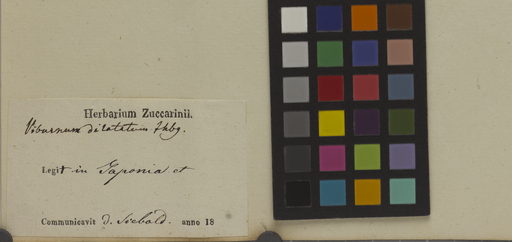 Herbarium Zuccarinii.
Viburnum dilatatum Thbg.
Legit in Japonia et
Communicavit d. Siebold. anno 18